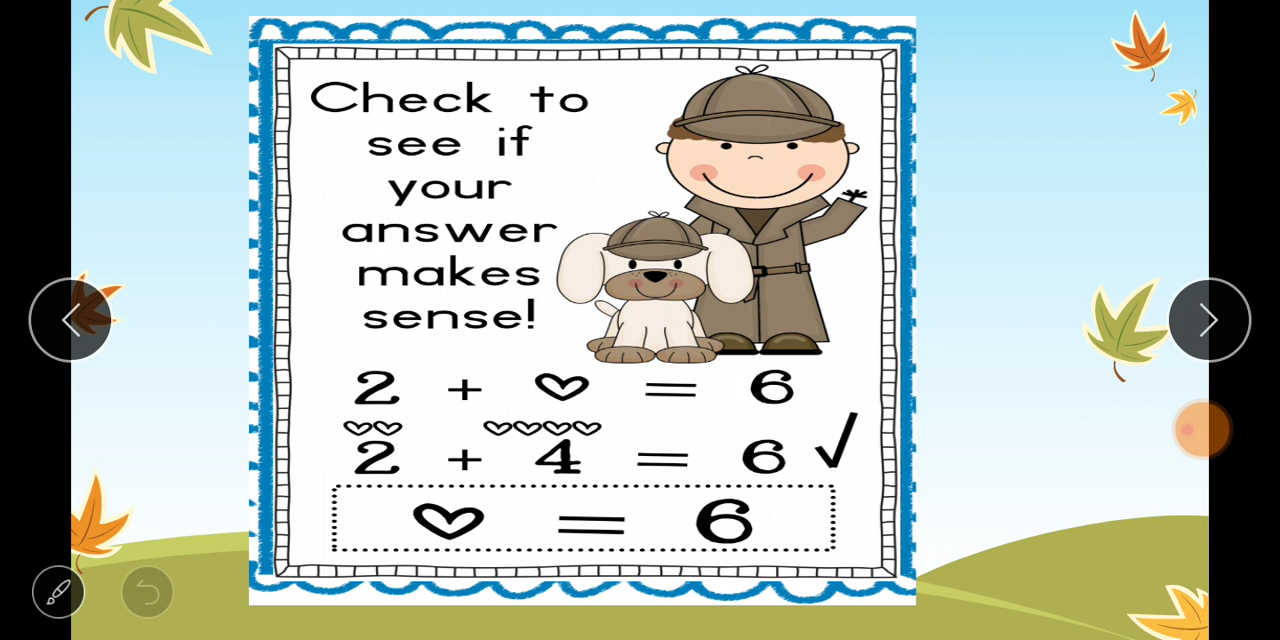 Check to
see if
your
answer
makes
sense!
2 + ♡ = 6
♡♡ ♡♡♡♡
2 + 4 = 6 ✓
♡ = 6